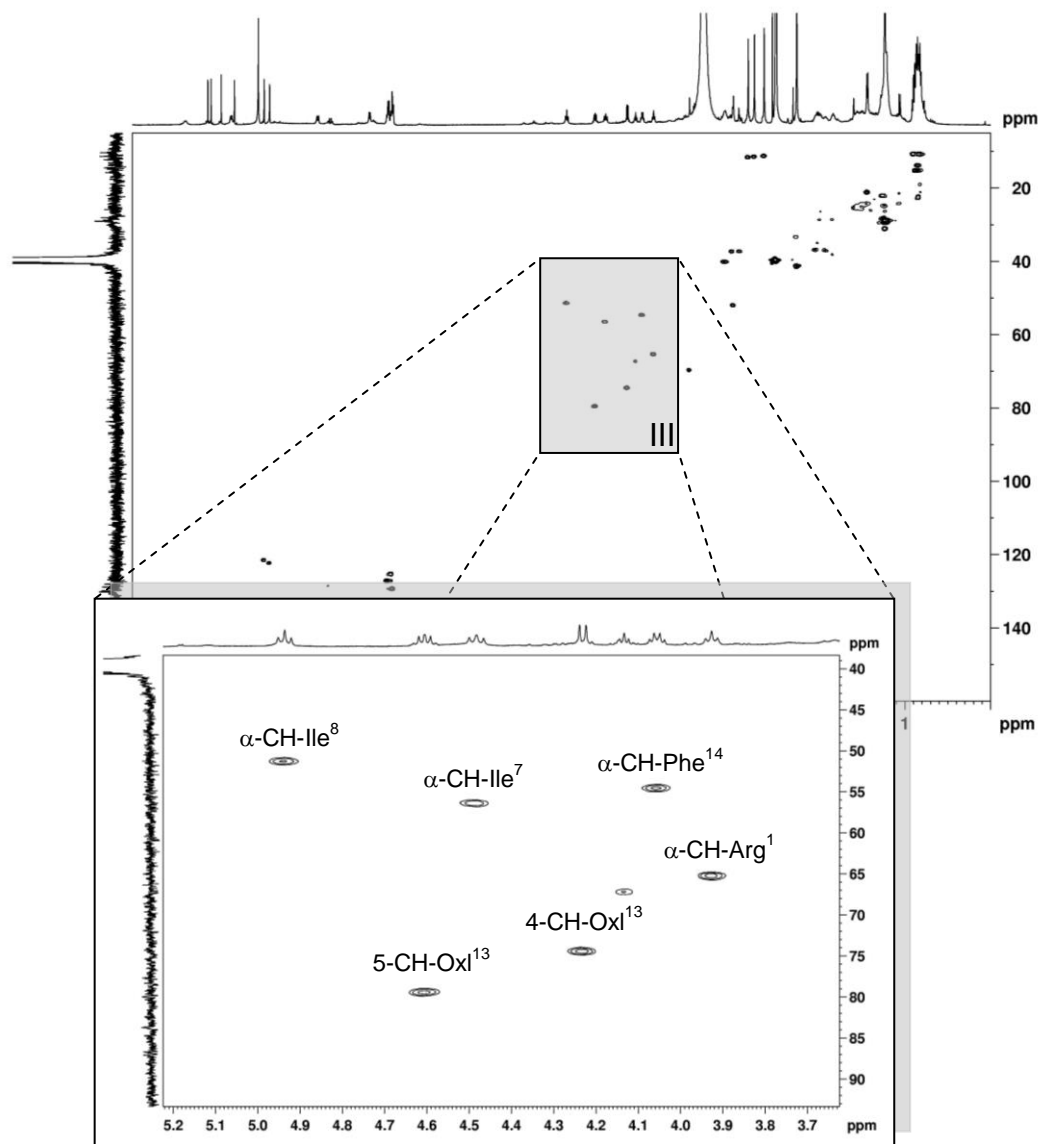 ppm
20
40
60
80
100
120
140
III
1
ppm
ppm
40
45
50
55
60
65
70
75
80
85
90
α-CH-Ile⁸
α-CH-Ile⁷
α-CH-Phe¹⁴
α-CH-Arg¹
4-CH-Oxl¹³
5-CH-Oxl¹³
5.2 5.1 5.0 4.9 4.8 4.7 4.6 4.5 4.4 4.3 4.2 4.1 4.0 3.9 3.8 3.7 ppm